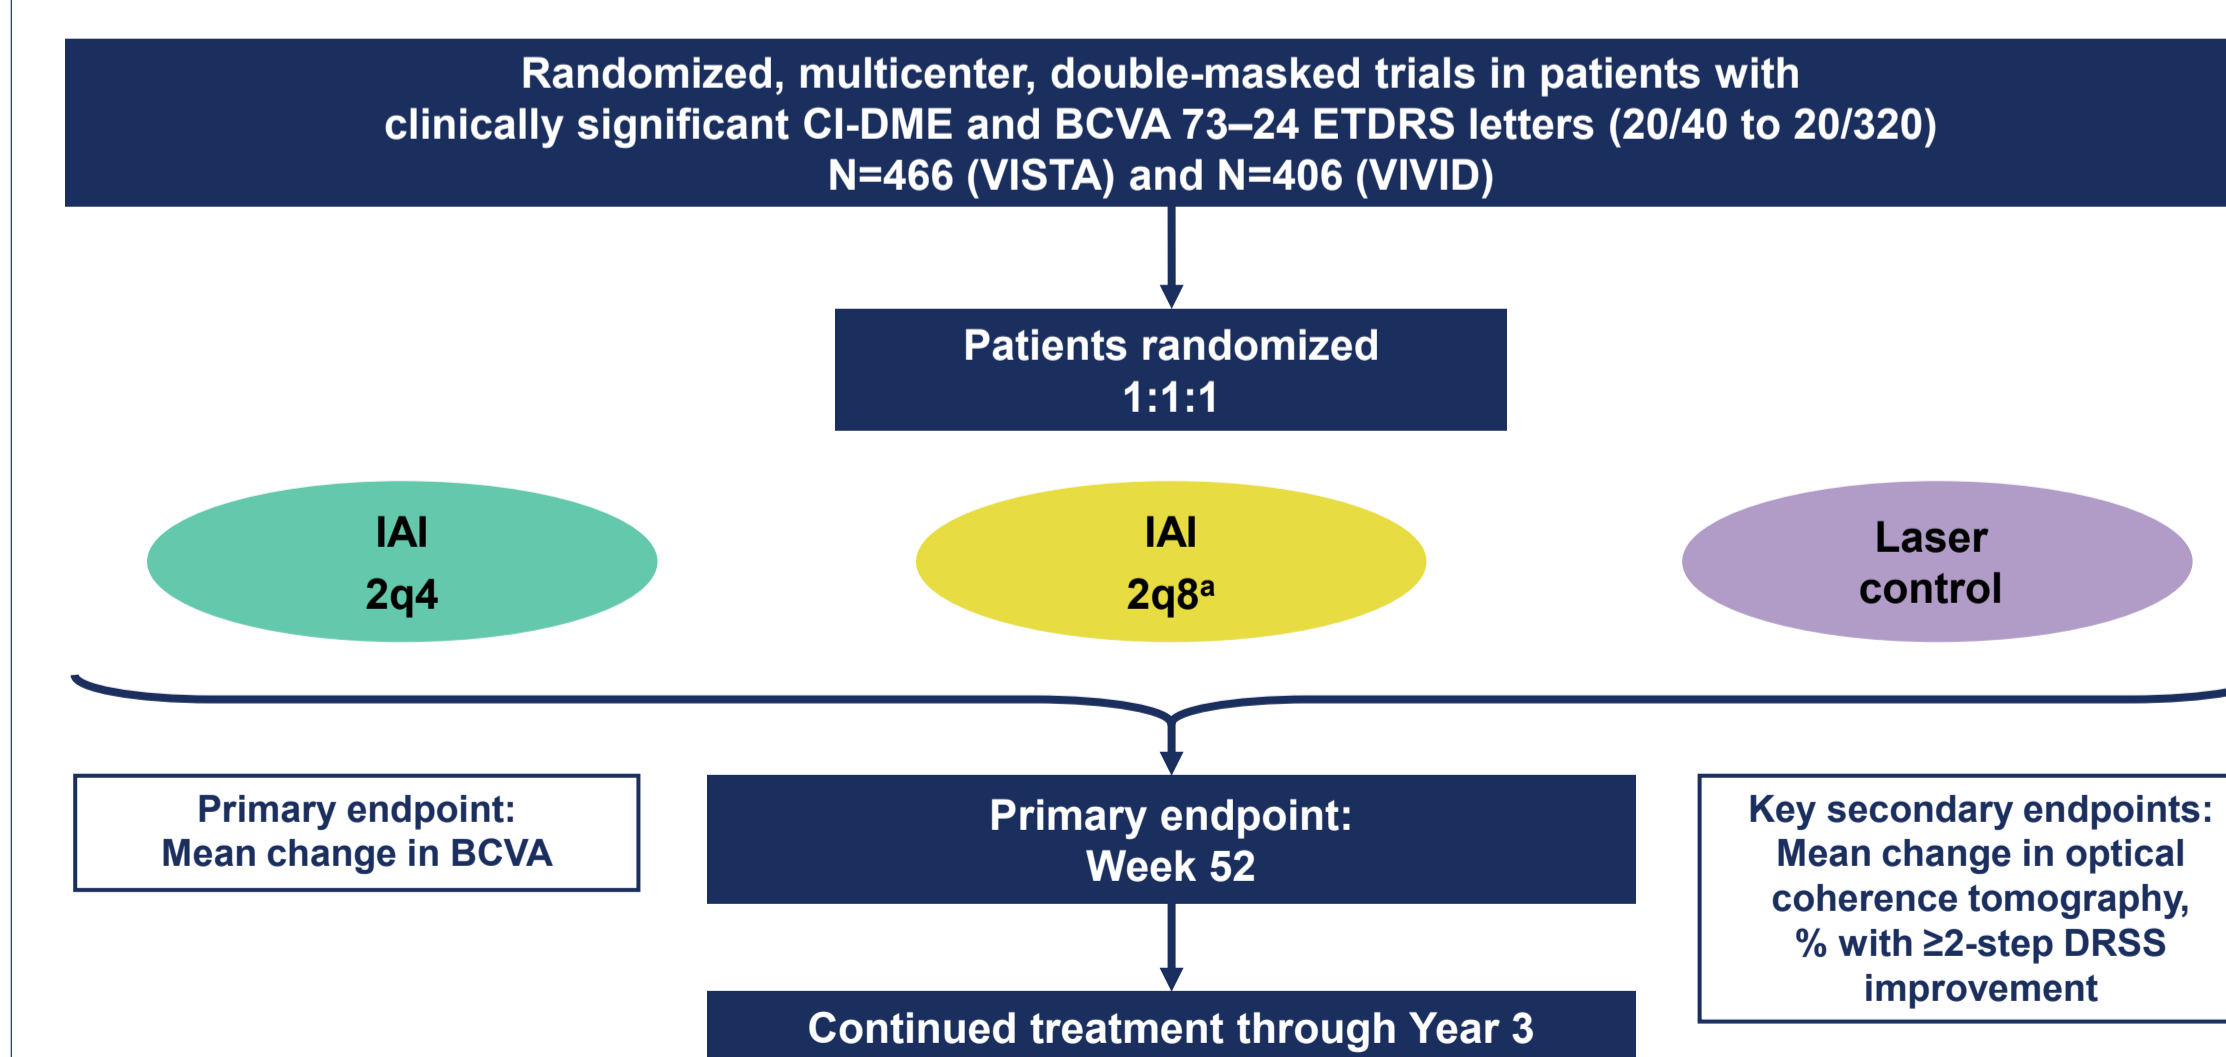 Randomized, multicenter, double-masked trials in patients with
clinically significant CI-DME and BCVA 73–24 ETDRS letters (20/40 to 20/320)
N=466 (VISTA) and N=406 (VIVID)
Patients randomized
1:1:1
IAI
2q4
IAI
2q8ᵃ
Laser
control
Primary endpoint:
Mean change in BCVA
Primary endpoint:
Week 52
Key secondary endpoints:
Mean change in optical
coherence tomography,
% with ≥2-step DRSS
improvement
Continued treatment through Year 3